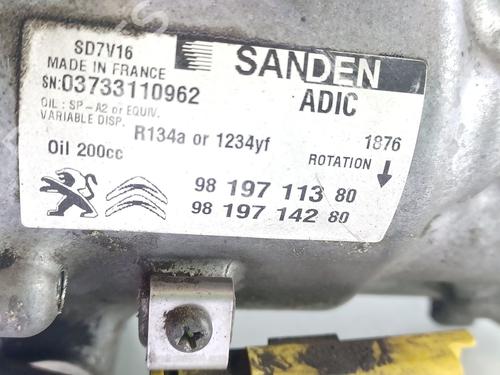 SD7V16
MADE IN FRANCE
SN:03733110962
SANDEN
ADIC
OIL : SP-A2 or EQUIV.
VARIABLE DISP.
R134a or 1234yf
1876
Oil 200cc
ROTATION
98 197 113 80
98 197 142 80